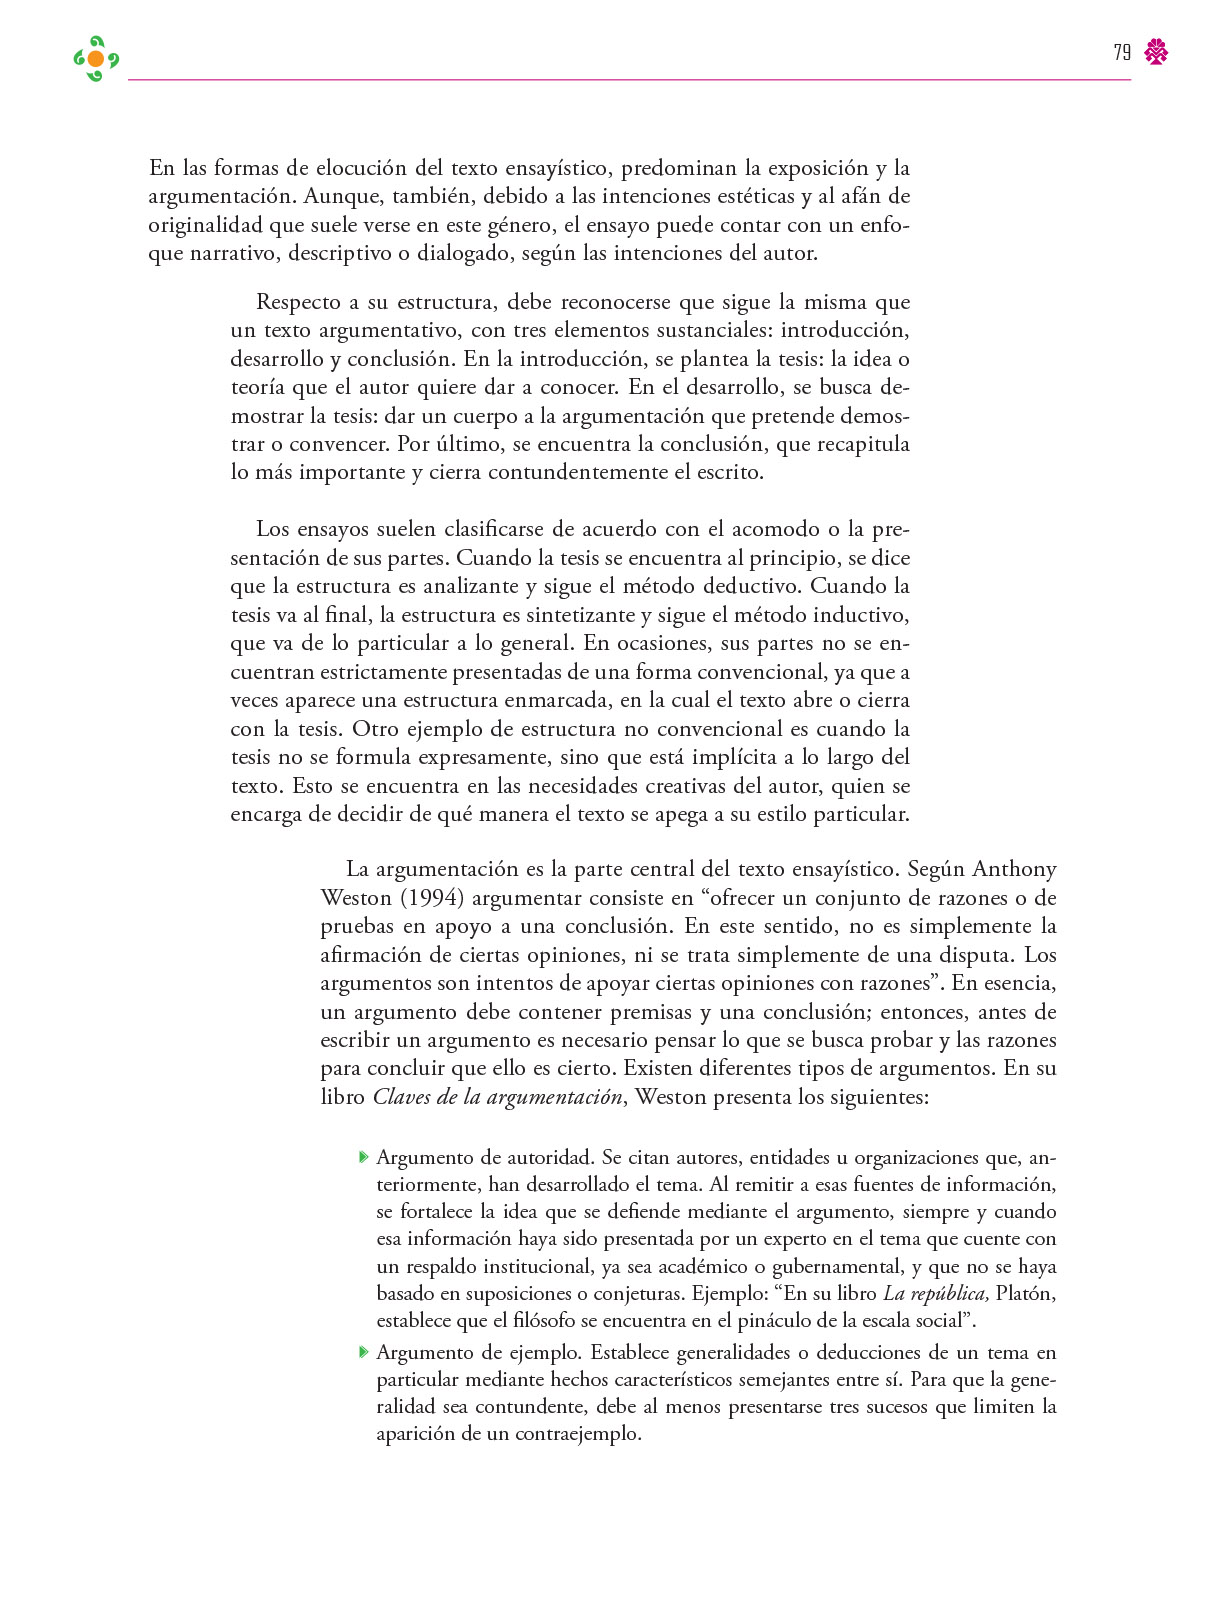 79
En las formas de elocución del texto ensayístico, predominan la exposición y la
argumentación. Aunque, también, debido a las intenciones estéticas y al afán de
originalidad que suele verse en este género, el ensayo puede contar con un enfo-
que narrativo, descriptivo o dialogado, según las intenciones del autor.
Respecto a su estructura, debe reconocerse que sigue la misma que
un texto argumentativo, con tres elementos sustanciales: introducción,
desarrollo y conclusión. En la introducción, se plantea la tesis: la idea o
teoría que el autor quiere dar a conocer. En el desarrollo, se busca de-
mostrar la tesis: dar un cuerpo a la argumentación que pretende demos-
trar o convencer. Por último, se encuentra la conclusión, que recapitula
lo más importante y cierra contundentemente el escrito.
Los ensayos suelen clasificarse de acuerdo con el acomodo o la pre-
sentación de sus partes. Cuando la tesis se encuentra al principio, se dice
que la estructura es analizante y sigue el método deductivo. Cuando la
tesis va al final, la estructura es sintetizante y sigue el método inductivo,
que va de lo particular a lo general. En ocasiones, sus partes no se en-
cuentran estrictamente presentadas de una forma convencional, ya que a
veces aparece una estructura enmarcada, en la cual el texto abre o cierra
con la tesis. Otro ejemplo de estructura no convencional es cuando la
tesis no se formula expresamente, sino que está implícita a lo largo del
texto. Esto se encuentra en las necesidades creativas del autor, quien se
encarga de decidir de qué manera el texto se apega a su estilo particular.
La argumentación es la parte central del texto ensayístico. Según Anthony
Weston (1994) argumentar consiste en “ofrecer un conjunto de razones o de
pruebas en apoyo a una conclusión. En este sentido, no es simplemente la
afirmación de ciertas opiniones, ni se trata simplemente de una disputa. Los
argumentos son intentos de apoyar ciertas opiniones con razones”. En esencia,
un argumento debe contener premisas y una conclusión; entonces, antes de
escribir un argumento es necesario pensar lo que se busca probar y las razones
para concluir que ello es cierto. Existen diferentes tipos de argumentos. En su
libro Claves de la argumentación, Weston presenta los siguientes:
Argumento de autoridad. Se citan autores, entidades u organizaciones que, an-
teriormente, han desarrollado el tema. Al remitir a esas fuentes de información,
se fortalece la idea que se defiende mediante el argumento, siempre y cuando
esa información haya sido presentada por un experto en el tema que cuente con
un respaldo institucional, ya sea académico o gubernamental, y que no se haya
basado en suposiciones o conjeturas. Ejemplo: “En su libro La república, Platón,
establece que el filósofo se encuentra en el pináculo de la escala social”.
Argumento de ejemplo. Establece generalidades o deducciones de un tema en
particular mediante hechos característicos semejantes entre sí. Para que la gene-
ralidad sea contundente, debe al menos presentarse tres sucesos que limiten la
aparición de un contraejemplo.